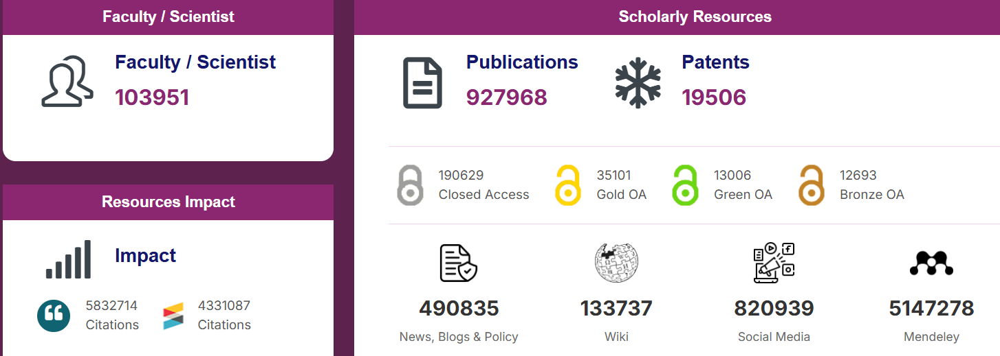 Faculty / Scientist
Faculty / Scientist
103951
Resources Impact
Impact
5832714
Citations
4331087
Citations
Scholarly Resources
Publications
927968
Patents
19506
190629
Closed Access
35101
Gold OA
13006
Green OA
12693
Bronze OA
490835
News, Blogs & Policy
133737
Wiki
820939
Social Media
5147278
Mendeley